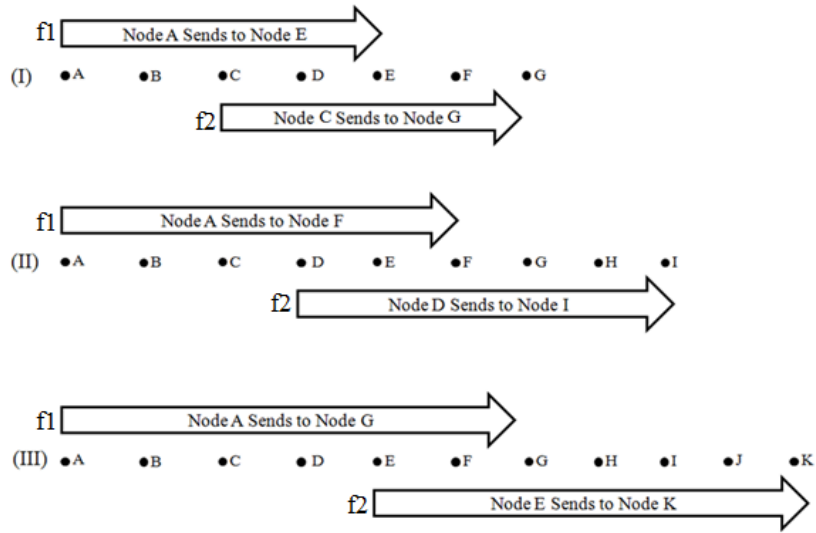 f1 Node A Sends to Node E
(I) A B C D E F G
f2 Node C Sends to Node G
f1 Node A Sends to Node F
(II) A B C D E F G H I
f2 Node D Sends to Node I
f1 Node A Sends to Node G
(III) A B C D E F G H I J K
f2 Node E Sends to Node K